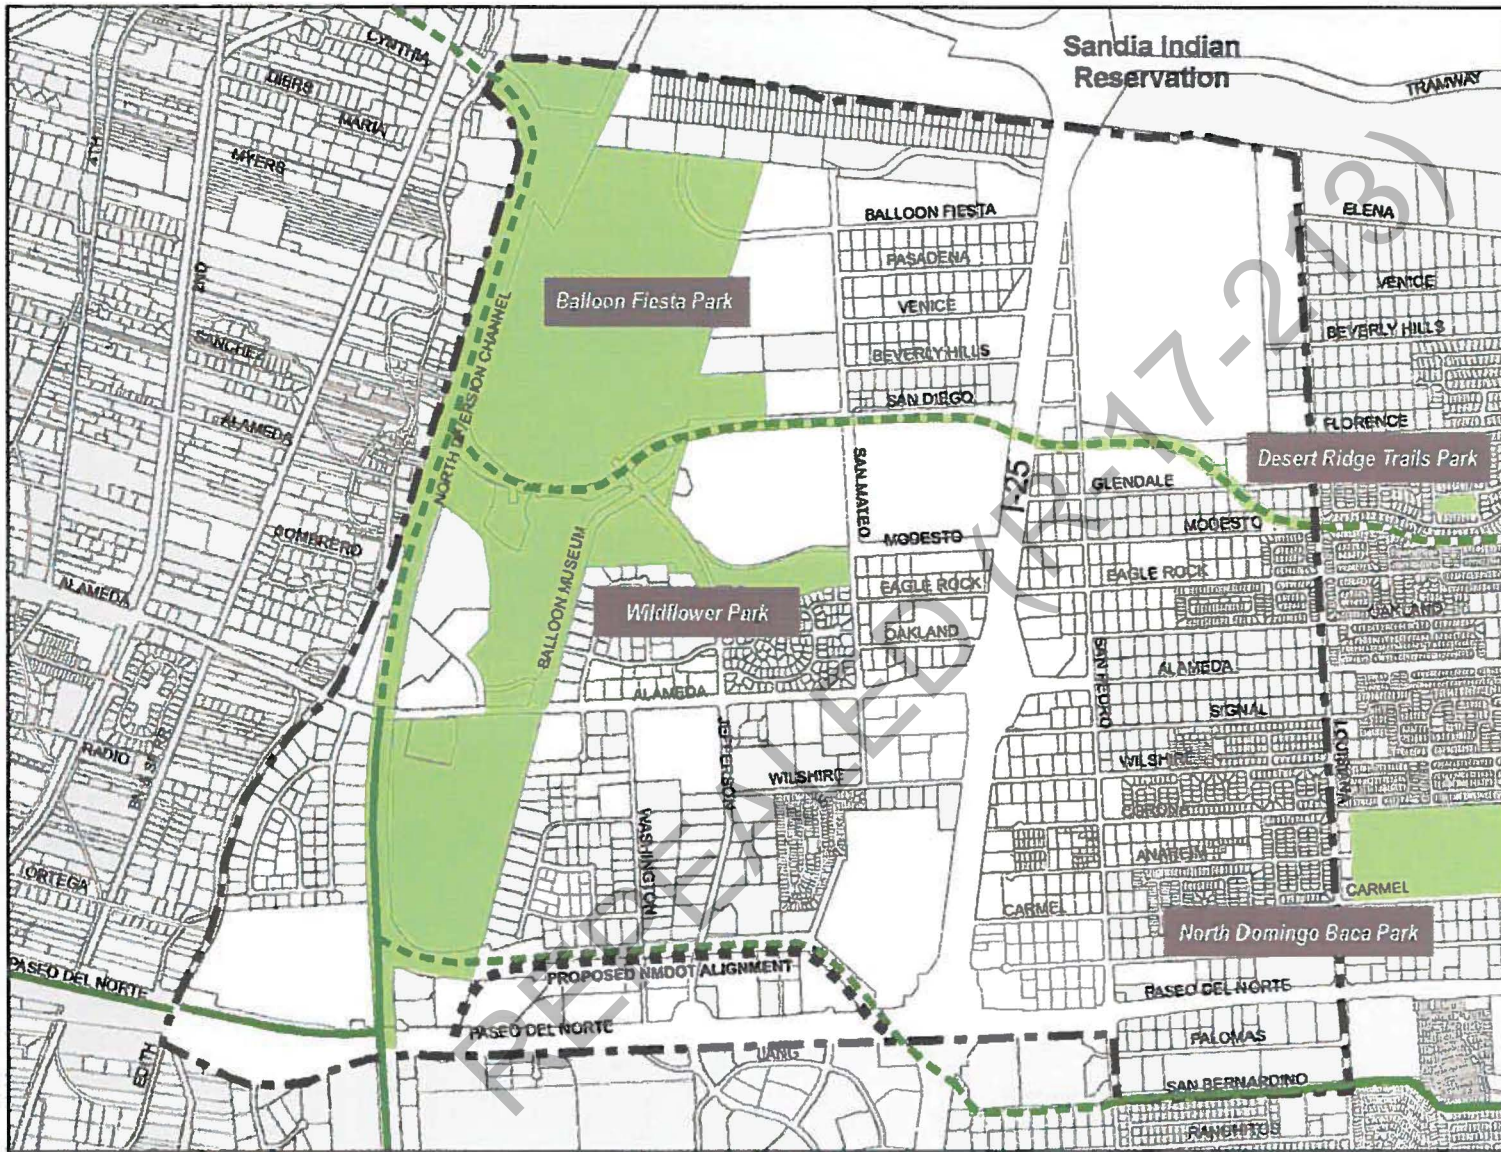 Sandia Indian
Reservation
TRAMWAY
CYNTHIA
DIERS
MARIA
MYERS
4TH
2ND
SANCHEZ
ALAMEDA
SOMBRERO
ALAMEDA
RADIO
ORTEGA
PASEO DEL NORTE
EDITH
NORTH DIVERSION CHANNEL
Balloon Fiesta Park
BALLOON FIESTA
PASADENA
VENICE
BEVERLY HILLS
SAN DIEGO
ELENA
VENICE
BEVERLY HILLS
FLORENCE
Desert Ridge Trails Park
SAN MATEO
I-25
GLENDALE
MODESTO
MODESTO
EAGLE ROCK
EAGLE ROCK
OAKLAND
OAKLAND
BALLOON MUSEUM
Wildflower Park
ALAMEDA
ALAMEDA
SAN PEDRO
SIGNAL
JEFFERSON
WILSHIRE
WILSHIRE
LOUISIANA
CORONA
WASHINGTON
ANAHEIM
CARMEL
CARMEL
North Domingo Baca Park
PROPOSED NMDOT ALIGNMENT
PASEO DEL NORTE
PASEO DEL NORTE
JANG
PALOMAS
SAN BERNARDINO
RANCHITOS
REPEALED (R-17-213)